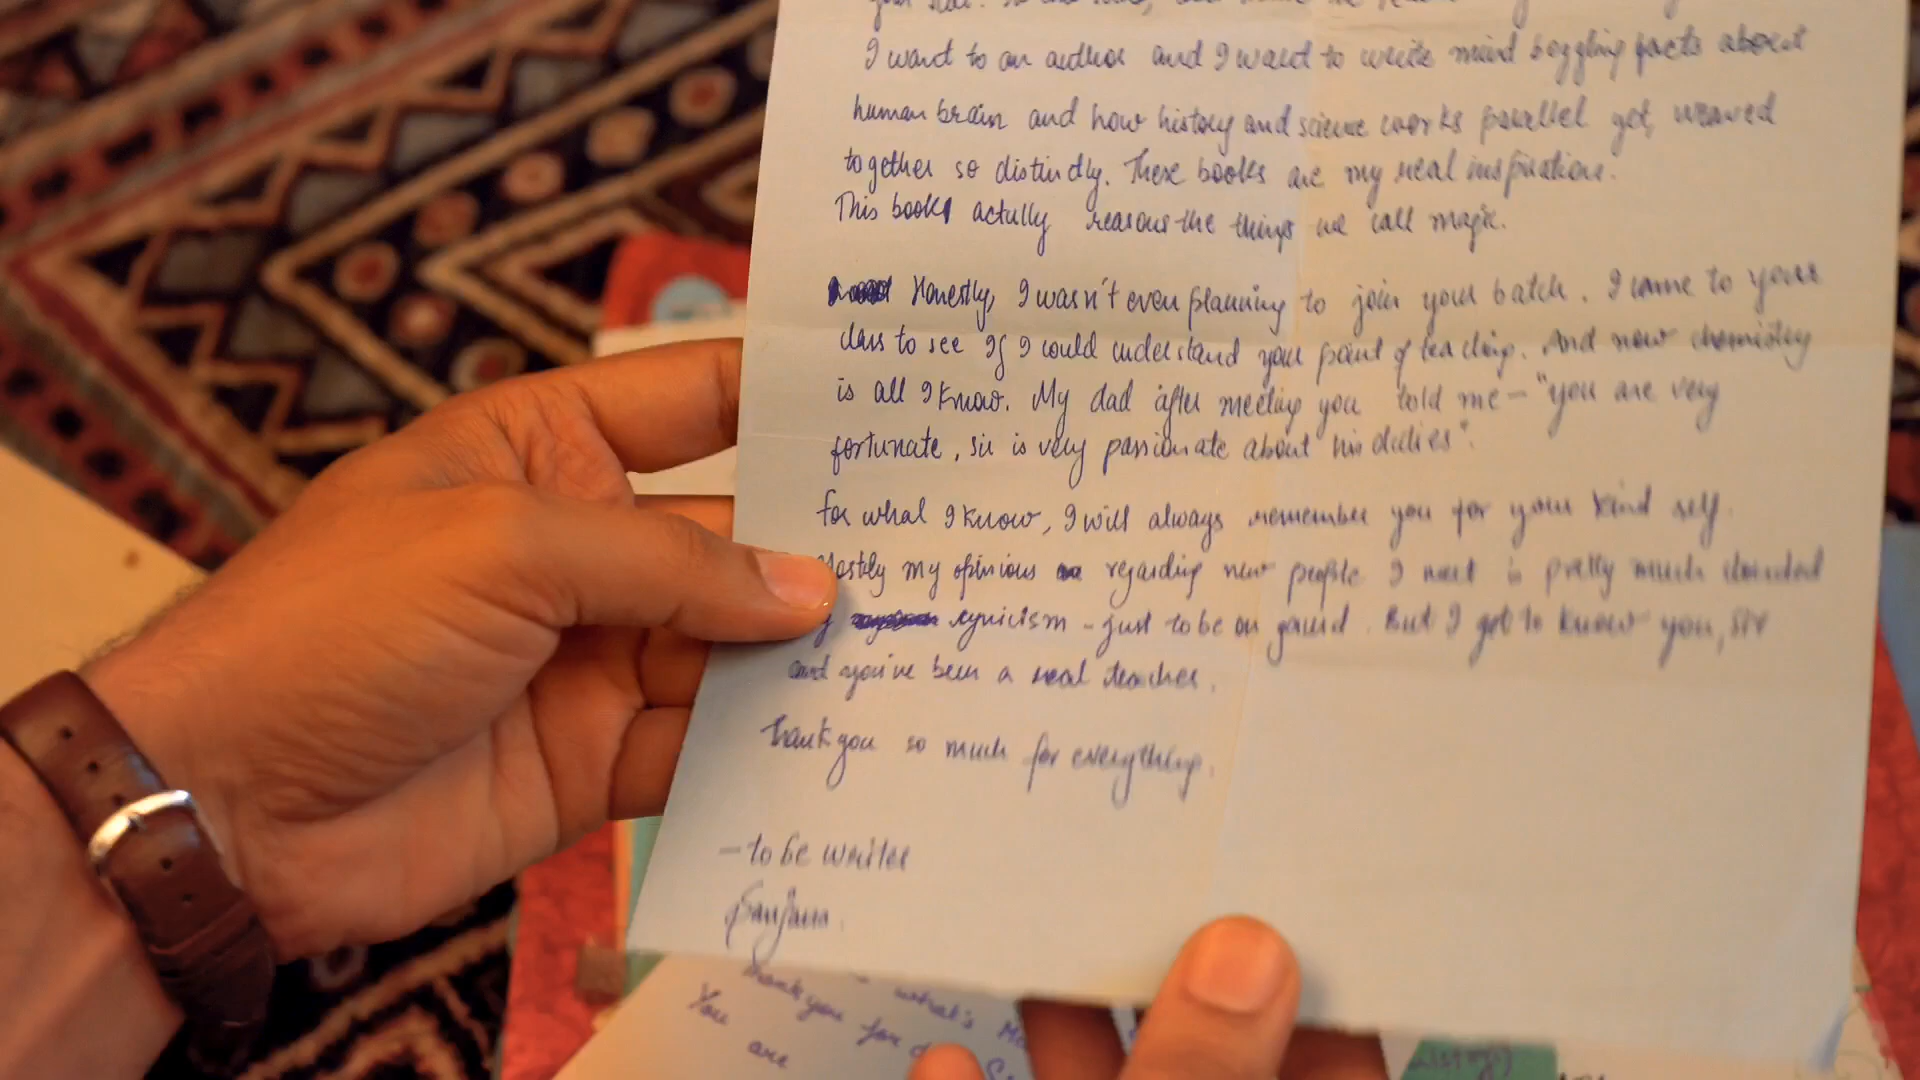 I want to an author and I want to write mind boggling facts about
human brain and how history and science works parallel yet, weaved
together so distinctly. These books are my real inspirations.
This book actully reasons the things we call magic.
Honestly, I wasn't even planning to join your batch. I came to your
class to see If I could understand your point of teaching. And now chemistry
is all I know. My dad after meeting you told me - "you are very
fortunate, sir is very passionate about his duties".
for what I know, I will always remember you for your kind self.
Mostly my opinions regarding new people I meet is pretty much clouded
cynicism - just to be on gaurd. But I got to know you, sir
and you've been a real teacher.
Thank you so much for everything.
- to be writer
Sanjana.
what's
Thank you for
You are